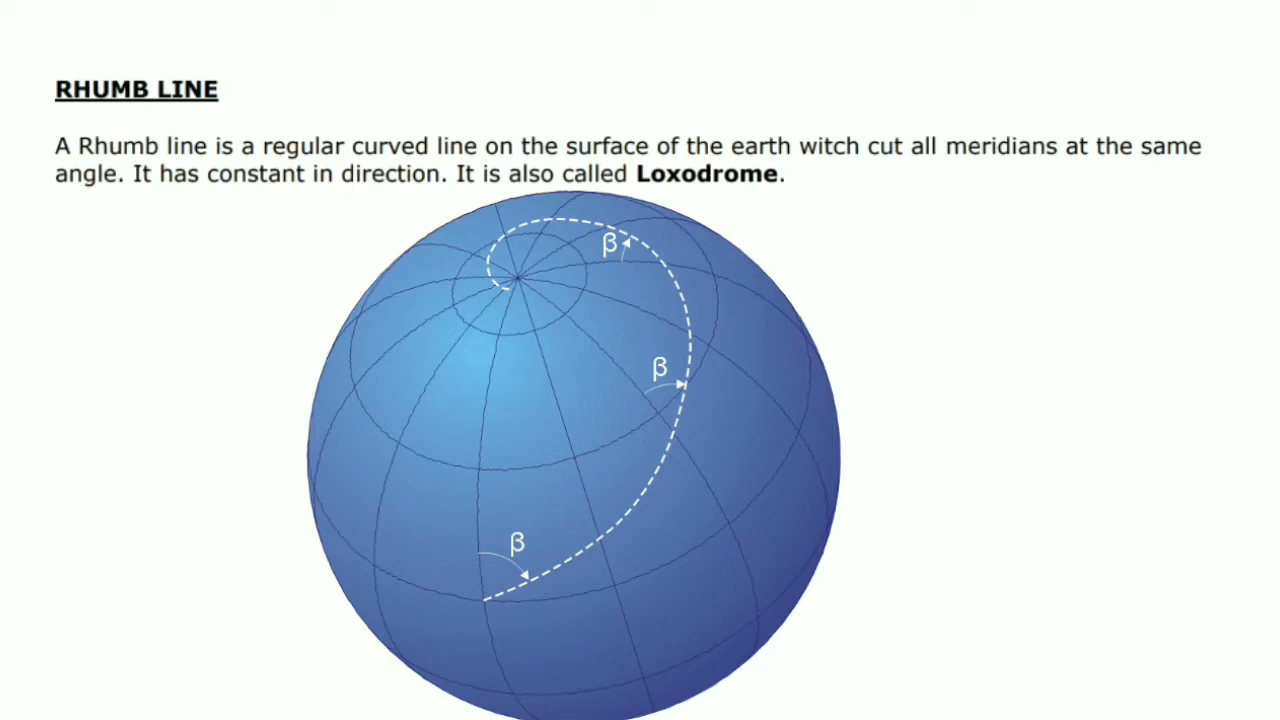 RHUMB LINE
A Rhumb line is a regular curved line on the surface of the earth witch cut all meridians at the same
angle. It has constant in direction. It is also called Loxodrome.
β
β
β